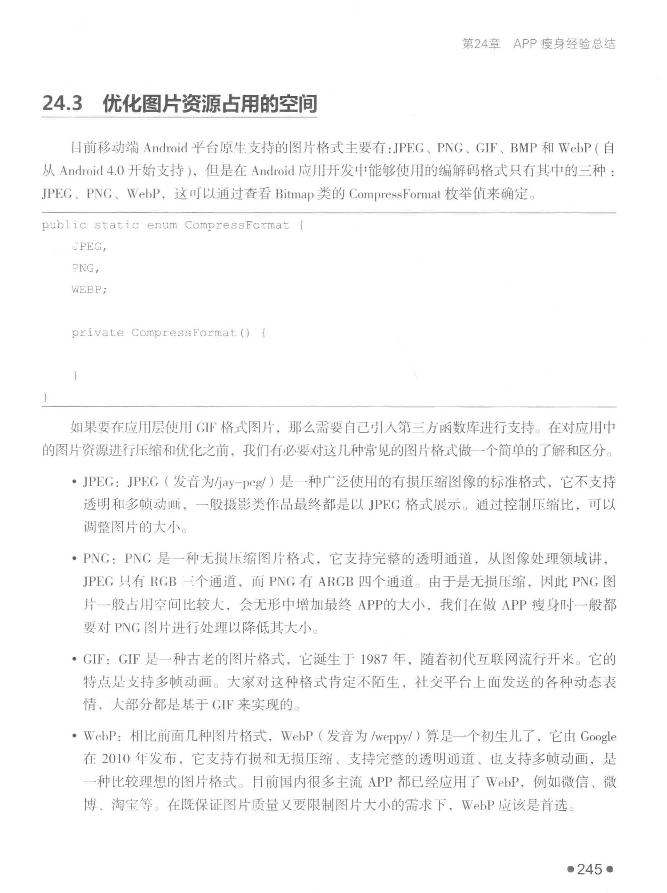 第24章 APP 瘦身经验总结
24.3 优化图片资源占用的空间
目前移动端 Android 平台原生支持的图片格式主要有:JPEG、PNG、GIF、BMP 和 WebP(自
从 Android 4.0 开始支持),但是在 Android 应用开发中能够使用的编解码格式只有其中的三种:
JPEG、PNG、WebP,这可以通过查看 Bitmap 类的 CompressFormat 枚举值来确定。
public static enum CompressFormat {
JPEG,
PNG,
WEBP;
private CompressFormat() {
}
}
如果要在应用层使用 GIF 格式图片,那么需要自己引入第三方函数库进行支持。在对应用中
的图片资源进行压缩和优化之前,我们有必要对这几种常见的图片格式做一个简单的了解和区分。
• JPEG:JPEG(发音为/jay-peg/)是一种广泛使用的有损压缩图像的标准格式,它不支持
透明和多帧动画,一般摄影类作品最终都是以 JPEG 格式展示。通过控制压缩比,可以
调整图片的大小。
• PNG:PNG 是一种无损压缩图片格式,它支持完整的透明通道,从图像处理领域讲,
JPEG 只有 RGB 三个通道,而 PNG 有 ARGB 四个通道。由于是无损压缩,因此 PNG 图
片一般占用空间比较大,会无形中增加最终 APP的大小,我们在做 APP 瘦身时一般都
要对 PNG 图片进行处理以降低其大小。
• GIF:GIF 是一种古老的图片格式,它诞生于 1987 年,随着初代互联网流行开来。它的
特点是支持多帧动画。大家对这种格式肯定不陌生,社交平台上面发送的各种动态表
情,大部分都是基于 GIF 来实现的。
• WebP:相比前面几种图片格式,WebP(发音为 /weppy/)算是一个初生儿了,它由 Google
在 2010 年发布,它支持有损和无损压缩、支持完整的透明通道、也支持多帧动画,是
一种比较理想的图片格式。目前国内很多主流 APP 都已经应用了 WebP,例如微信、微
博、淘宝等。在既保证图片质量又要限制图片大小的需求下,WebP 应该是首选。
●245●